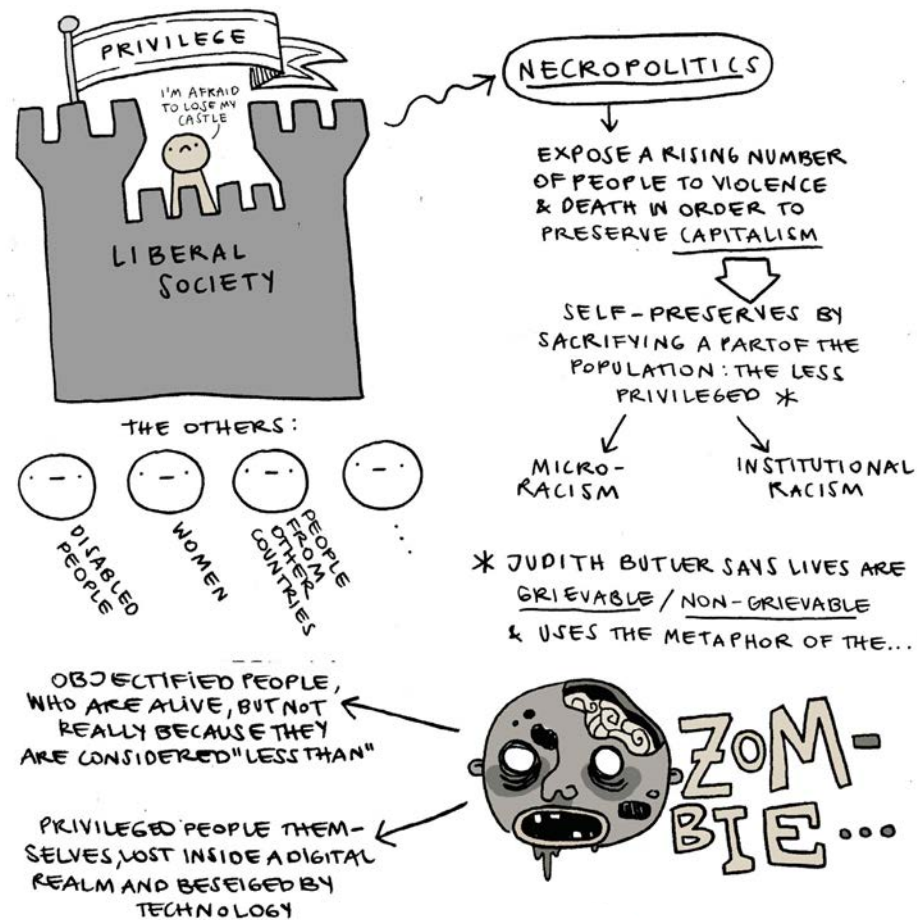 PRIVILEGE
I'M AFRAID
TO LOSE MY
CASTLE
LIBERAL
SOCIETY
THE OTHERS:
DISABLED
PEOPLE
WOMEN
PEOPLE
FROM
OTHER
COUNTRIES
...
NECROPOLITICS
EXPOSE A RISING NUMBER
OF PEOPLE TO VIOLENCE
& DEATH IN ORDER TO
PRESERVE CAPITALISM
SELF-PRESERVES BY
SACRIFYING A PART OF THE
POPULATION: THE LESS
PRIVILEGED *
MICRO-
RACISM
INSTITUTIONAL
RACISM
* JUDITH BUTLER SAYS LIVES ARE
GRIEVABLE / NON-GRIEVABLE
& USES THE METAPHOR OF THE...
ZOM-
BIE...
OBJECTIFIED PEOPLE,
WHO ARE ALIVE, BUT NOT
REALLY BECAUSE THEY
ARE CONSIDERED "LESS THAN"
PRIVILEGED PEOPLE THEM-
SELVES, LOST INSIDE A DIGITAL
REALM AND BESEIGED BY
TECHNOLOGY